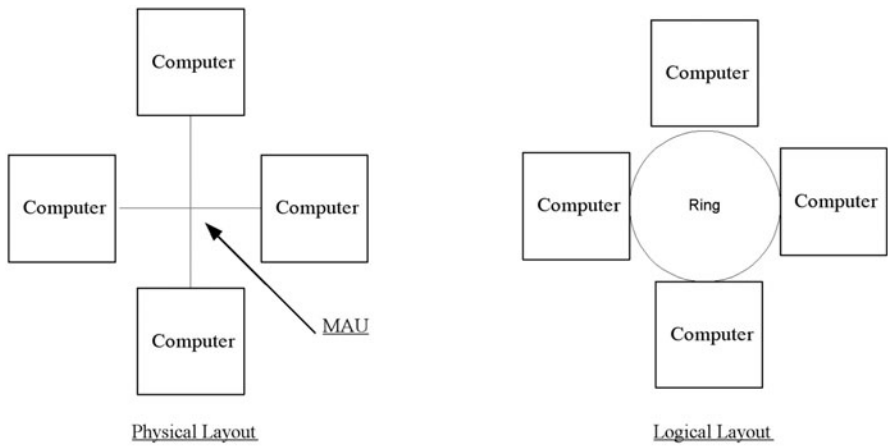 Computer
Computer
Computer
Computer
MAU
Physical Layout
Computer
Computer
Ring
Computer
Computer
Logical Layout